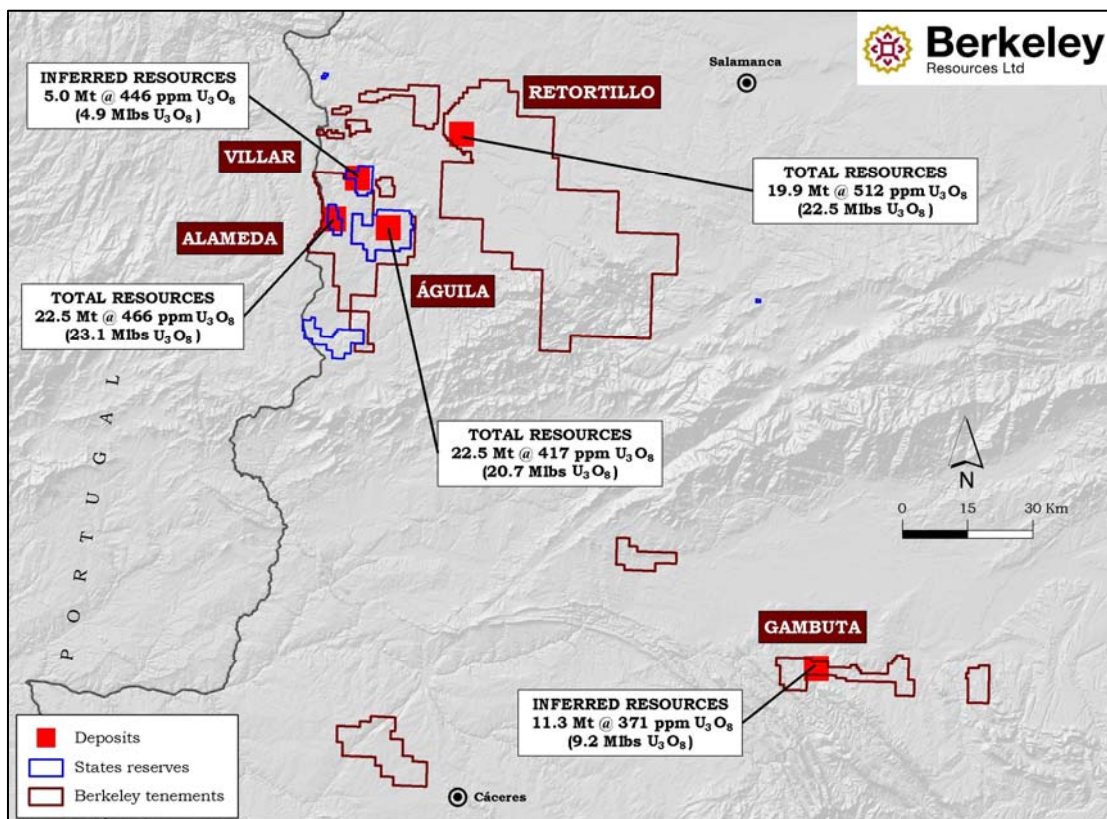 Berkeley
Resources Ltd
Salamanca
INFERRED RESOURCES
5.0 Mt @ 446 ppm U₃O₈
(4.9 Mlbs U₃O₈)
RETORTILLO
VILLAR
TOTAL RESOURCES
19.9 Mt @ 512 ppm U₃O₈
(22.5 Mlbs U₃O₈)
ALAMEDA
ÁGUILA
TOTAL RESOURCES
22.5 Mt @ 466 ppm U₃O₈
(23.1 Mlbs U₃O₈)
PORTUGAL
TOTAL RESOURCES
22.5 Mt @ 417 ppm U₃O₈
(20.7 Mlbs U₃O₈)
N
0 15 30 Km
GAMBUTA
INFERRED RESOURCES
11.3 Mt @ 371 ppm U₃O₈
(9.2 Mlbs U₃O₈)
Deposits
States reserves
Berkeley tenements
Cáceres